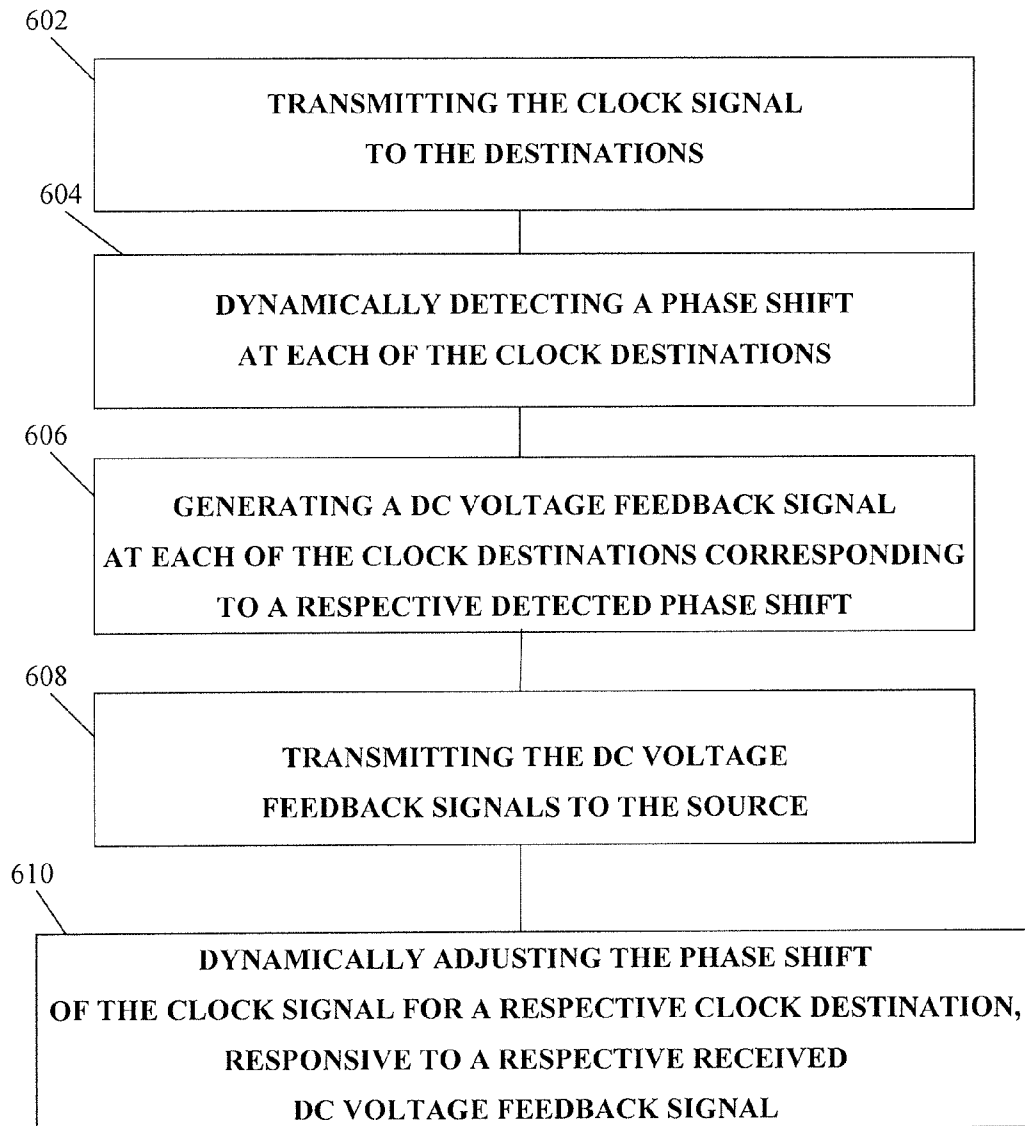 602
TRANSMITTING THE CLOCK SIGNAL
TO THE DESTINATIONS
604
DYNAMICALLY DETECTING A PHASE SHIFT
AT EACH OF THE CLOCK DESTINATIONS
606
GENERATING A DC VOLTAGE FEEDBACK SIGNAL
AT EACH OF THE CLOCK DESTINATIONS CORRESPONDING
TO A RESPECTIVE DETECTED PHASE SHIFT
608
TRANSMITTING THE DC VOLTAGE
FEEDBACK SIGNALS TO THE SOURCE
610
DYNAMICALLY ADJUSTING THE PHASE SHIFT
OF THE CLOCK SIGNAL FOR A RESPECTIVE CLOCK DESTINATION,
RESPONSIVE TO A RESPECTIVE RECEIVED
DC VOLTAGE FEEDBACK SIGNAL